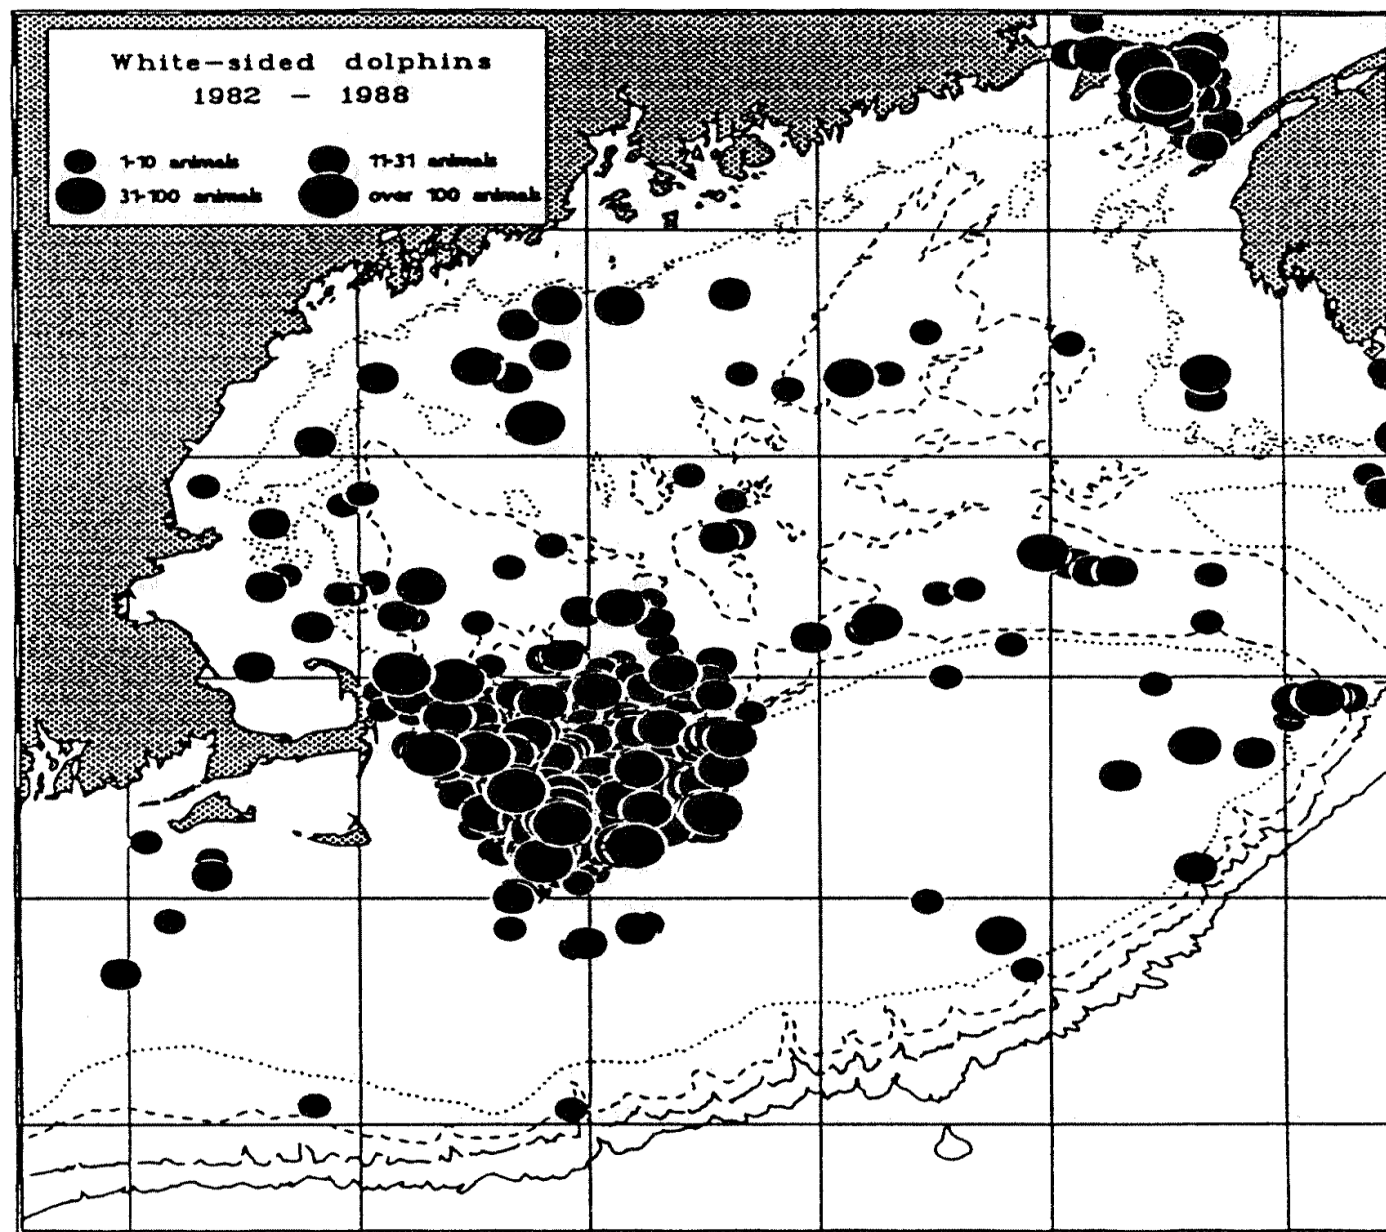 White-sided dolphins
1982 - 1988
1-10 animals
11-31 animals
31-100 animals
over 100 animals